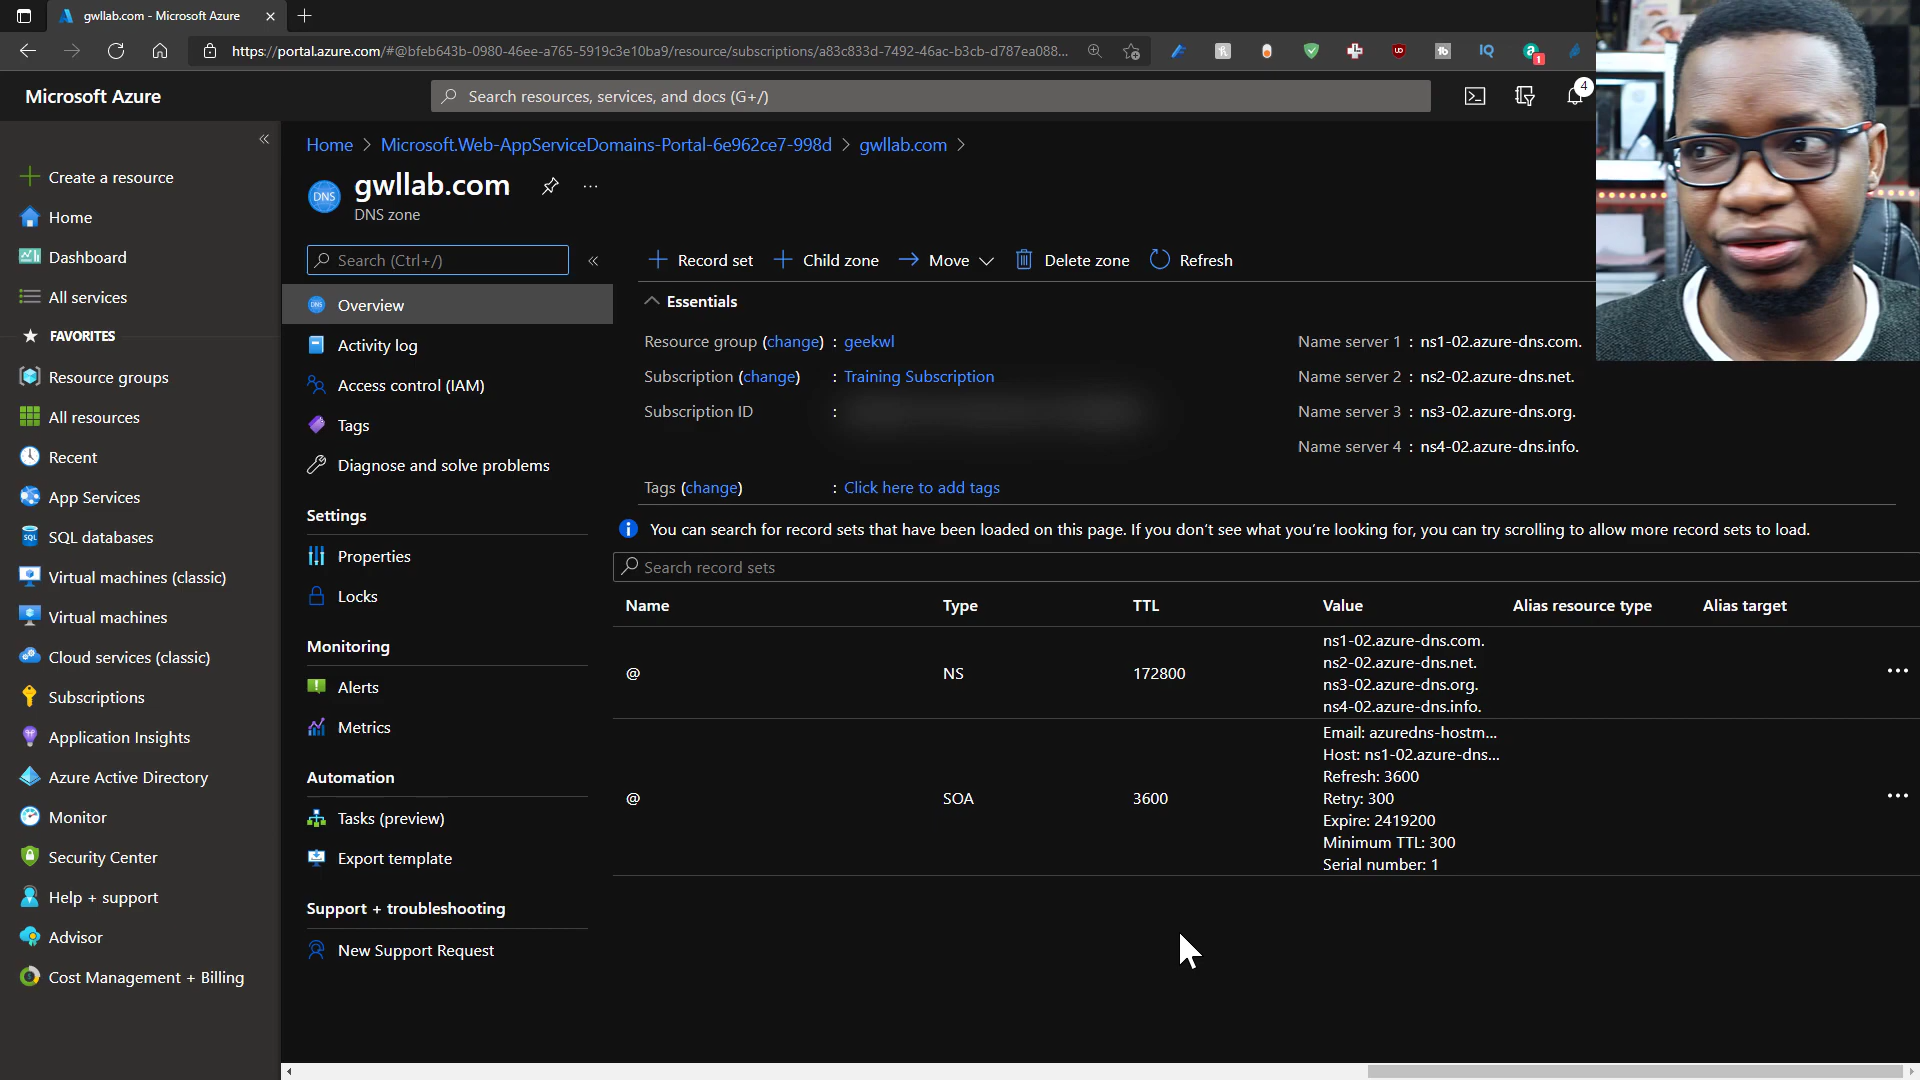 gwllab.com - Microsoft Azure
https://portal.azure.com/#@bfeb643b-0980-46ee-a765-5919c3e10ba9/resource/subscriptions/a83c833d-7492-46ac-b3cb-d787ea088...
Microsoft Azure
Search resources, services, and docs (G+/)
4
1
Home > Microsoft.Web-AppServiceDomains-Portal-6e962ce7-998d > gwllab.com >
DNS
gwllab.com
DNS zone
Search (Ctrl+/)
Overview
Activity log
Access control (IAM)
Tags
Diagnose and solve problems
Settings
Properties
Locks
Monitoring
Alerts
Metrics
Automation
Tasks (preview)
Export template
Support + troubleshooting
New Support Request
Create a resource
Home
Dashboard
All services
FAVORITES
Resource groups
All resources
Recent
App Services
SQL databases
Virtual machines (classic)
Virtual machines
Cloud services (classic)
Subscriptions
Application Insights
Azure Active Directory
Monitor
Security Center
Help + support
Advisor
Cost Management + Billing
Record set
Child zone
Move
Delete zone
Refresh
Essentials
Resource group (change) : geekwl
Subscription (change) : Training Subscription
Subscription ID :
Tags (change) : Click here to add tags
Name server 1 : ns1-02.azure-dns.com.
Name server 2 : ns2-02.azure-dns.net.
Name server 3 : ns3-02.azure-dns.org.
Name server 4 : ns4-02.azure-dns.info.
You can search for record sets that have been loaded on this page. If you don't see what you're looking for, you can try scrolling to allow more record sets to load.
Search record sets
Name Type TTL Value Alias resource type Alias target
@ NS 172800
ns1-02.azure-dns.com.
ns2-02.azure-dns.net.
ns3-02.azure-dns.org.
ns4-02.azure-dns.info.
@ SOA 3600
Email: azuredns-hostm...
Host: ns1-02.azure-dns...
Refresh: 3600
Retry: 300
Expire: 2419200
Minimum TTL: 300
Serial number: 1